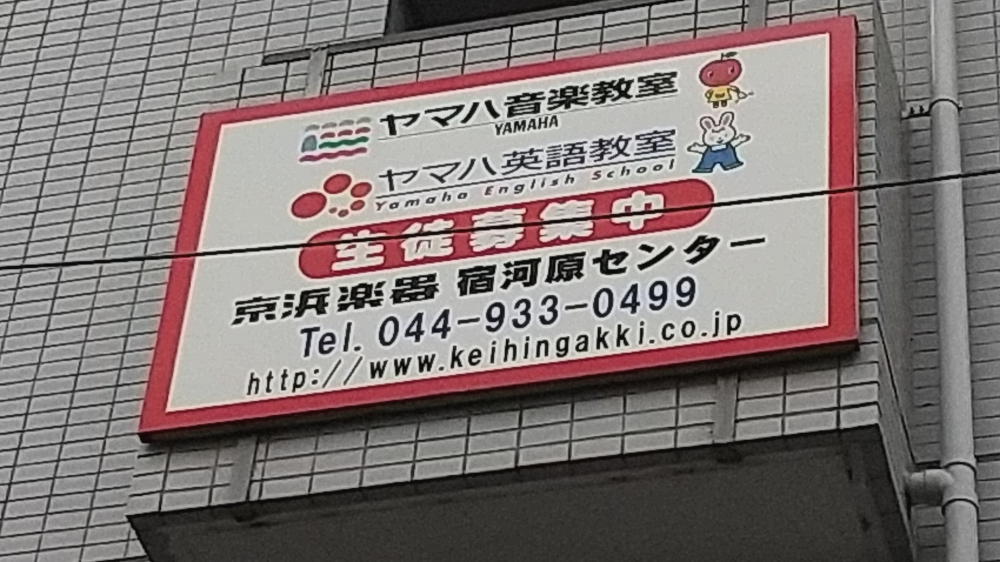 ヤマハ音楽教室
YAMAHA
ヤマハ英語教室
Yamaha English School
生徒募集中
京浜楽器 宿河原センター
Tel. 044-933-0499
http://www.keihingakki.co.jp